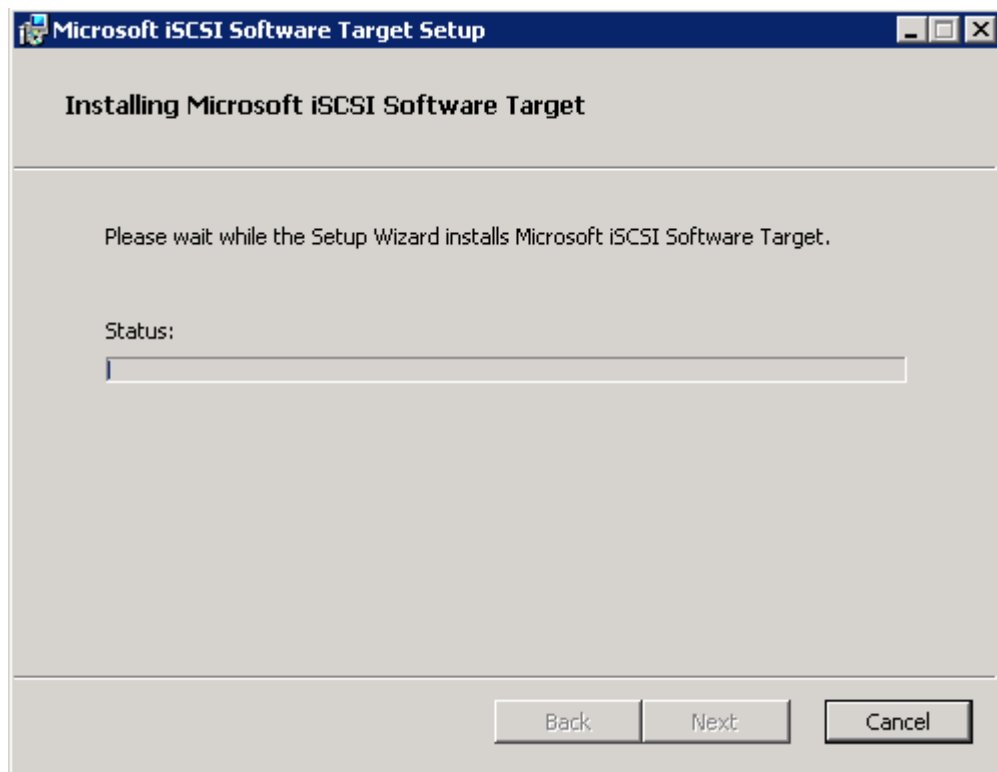 Microsoft iSCSI Software Target Setup
Installing Microsoft iSCSI Software Target
Please wait while the Setup Wizard installs Microsoft iSCSI Software Target.
Status:
Back Next Cancel